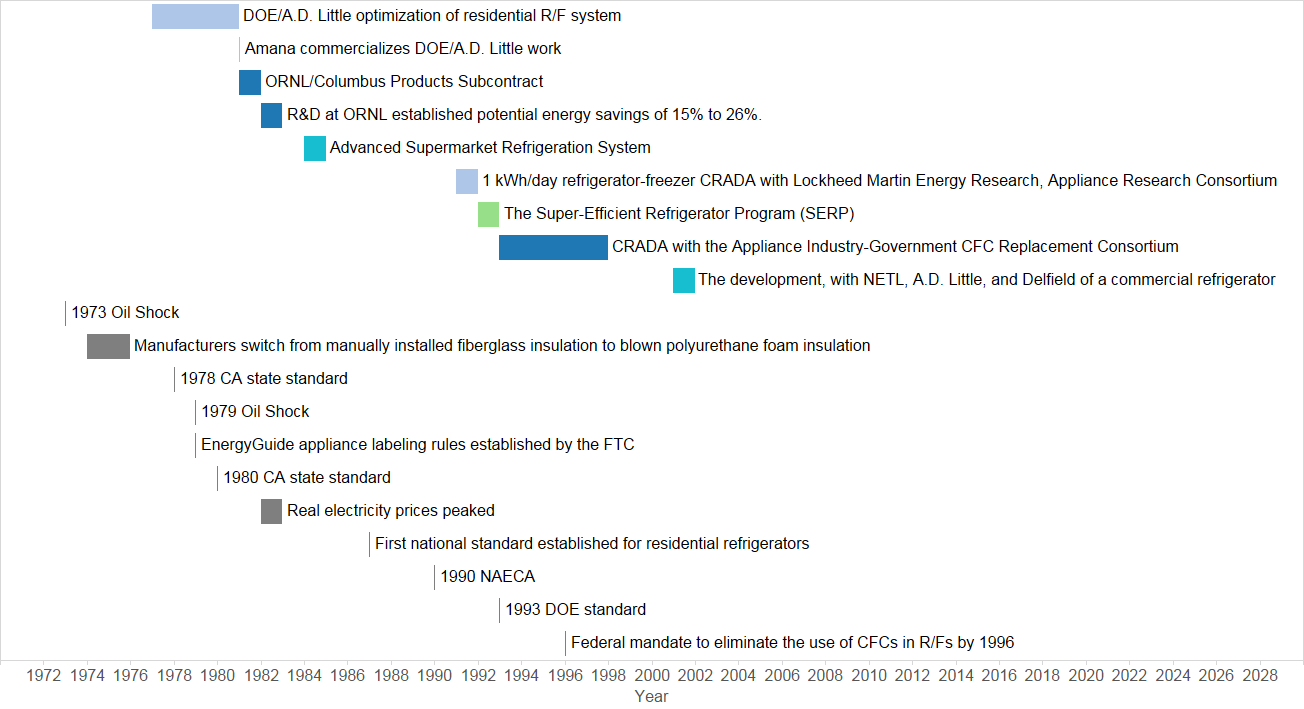 DOE/A.D. Little optimization of residential R/F system
Amana commercializes DOE/A.D. Little work
ORNL/Columbus Products Subcontract
R&D at ORNL established potential energy savings of 15% to 26%.
Advanced Supermarket Refrigeration System
1 kWh/day refrigerator-freezer CRADA with Lockheed Martin Energy Research, Appliance Research Consortium
The Super-Efficient Refrigerator Program (SERP)
CRADA with the Appliance Industry-Government CFC Replacement Consortium
The development, with NETL, A.D. Little, and Delfield of a commercial refrigerator
1973 Oil Shock
Manufacturers switch from manually installed fiberglass insulation to blown polyurethane foam insulation
1978 CA state standard
1979 Oil Shock
EnergyGuide appliance labeling rules established by the FTC
1980 CA state standard
Real electricity prices peaked
First national standard established for residential refrigerators
1990 NAECA
1993 DOE standard
Federal mandate to eliminate the use of CFCs in R/Fs by 1996
1972 1974 1976 1978 1980 1982 1984 1986 1988 1990 1992 1994 1996 1998 2000 2002 2004 2006 2008 2010 2012 2014 2016 2018 2020 2022 2024 2026 2028
Year